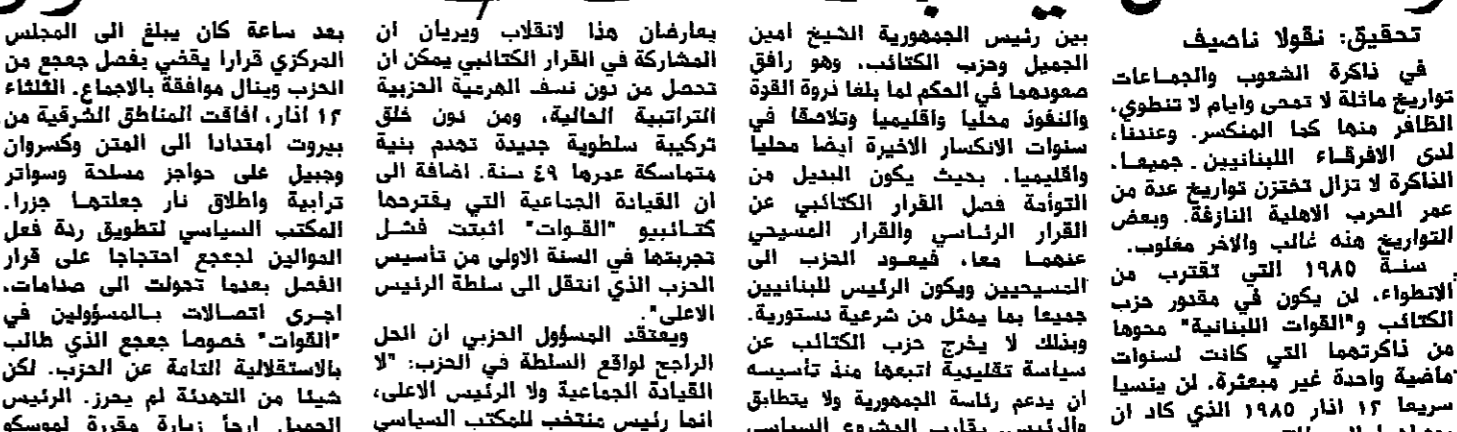 تحقيق: نقولا ناصيف
في ذاكرة الشعوب والجماعات
تواريخ ماثلة لا تمحى وايام لا تنطوي،
الظافر منها كما المنكسر. وعندنا،
لدى الافرقاء اللبنانيين جميعا،
الذاكرة لا تزال تختزن تواريخ عدة من
عمر الحرب الاهلية النازفة. وبعض
التواريخ هذه غالب والاخر مغلوب.
سنة ١٩٨٥ التي تقترب من
الانطواء، لن يكون في مقدور حزب
الكتائب و"القوات اللبنانية" محوها
من ذاكرتهما التي كانت لسنوات
ماضية واحدة غير مبعثرة. لن ينسيا
سريعا ١٢ اذار ١٩٨٥ الذي كاد ان
بين رئيس الجمهورية الشيخ امين
الجميل وحزب الكتائب، وهو رافق
صعودهما في الحكم لما بلغا ذروة القوة
والنفوذ محليا واقليميا وتلاصقا في
سنوات الانكسار الاخيرة ايضا محليا
واقليميا. بحيث يكون البديل من
التوأمة فصل القرار الكتائبي عن
القرار الرئاسي والقرار المسيحي
عنهما معا، فيعود الحزب الى
المسيحيين ويكون الرئيس للبنانيين
جميعا بما يمثل من شرعية دستورية.
وبذلك لا يخرج حزب الكتائب عن
سياسة تقليدية اتبعها منذ تأسيسه
ان يدعم رئاسة الجمهورية ولا يتطابق
والرئيس، يقارب المشروع السياسي
يعارضان هذا لانقلاب ويريان ان
المشاركة في القرار الكتائبي يمكن ان
تحصل من دون نسف الهرمية الحزبية
التراتبية الحالية، ومن دون خلق
تركيبة سلطوية جديدة تهدم بنية
متماسكة عمرها ٤٩ سنة. اضافة الى
ان القيادة الجماعية التي يقترحها
كتائبيو "القوات" اثبتت فشل
تجربتها في السنة الاولى من تأسيس
الحزب الذي انتقل الى سلطة الرئيس
الاعلى".
ويعتقد المسؤول الحزبي ان الحل
الراجح لواقع السلطة في الحزب: "لا
القيادة الجماعية ولا الرئيس الاعلى،
انما رئيس منتخب للمكتب السياسي
بعد ساعة كان يبلغ الى المجلس
المركزي قرارا يقضي بفصل جعجع من
الحزب وينال موافقة بالاجماع. الثلثاء
١٢ اذار، افاقت المناطق الشرقية من
بيروت امتدادا الى المتن وكسروان
وجبيل على حواجز مسلحة وسواتر
ترابية واطلاق نار جعلتها جزرا.
المكتب السياسي لتطويق ردة فعل
الموالين لجعجع احتجاجا على قرار
الفصل بعدما تحولت الى صدامات،
اجرى اتصالات بالمسؤولين في
"القوات" خصوصا جعجع الذي طالب
بالاستقلالية التامة عن الحزب. لكن
شيئا من التهدئة لم يحرز. الرئيس
الجميل ارجأ زيارة مقررة لموسكو